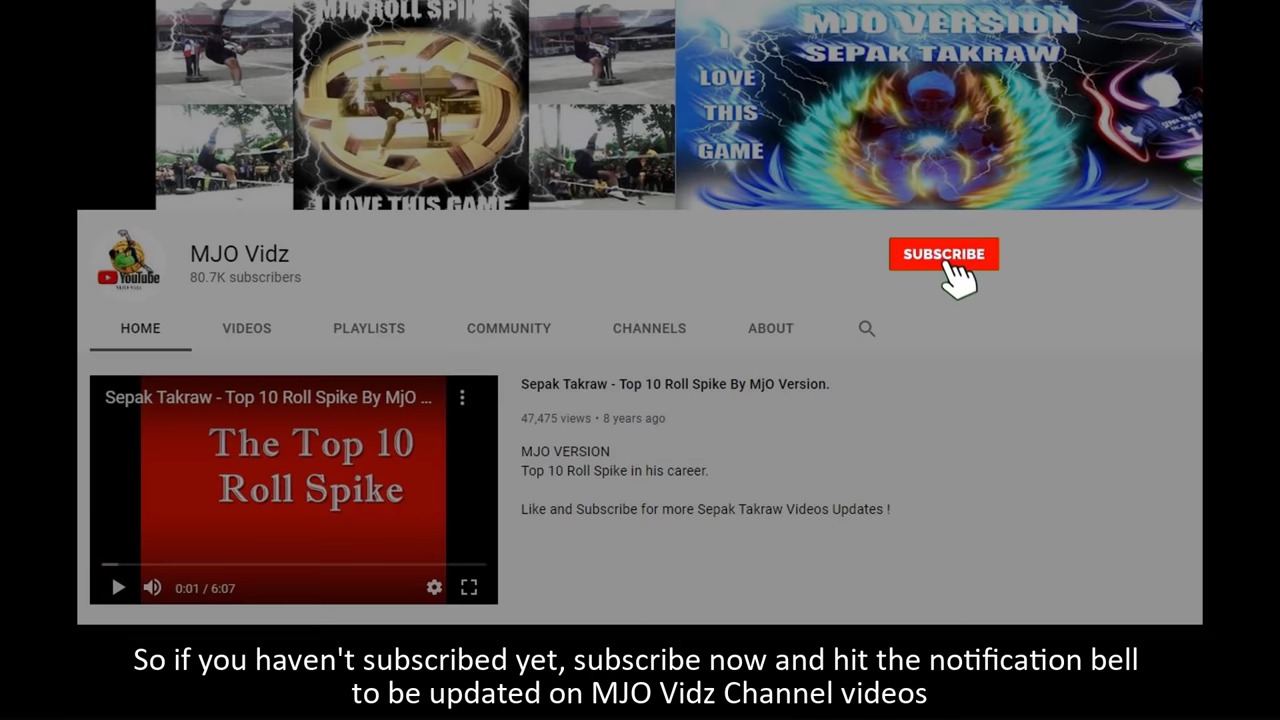 MJO ROLL SPIKES
I LOVE THIS GAME
MJO VERSION
SEPAK TAKRAW
I
LOVE
THIS
GAME
YouTube
MJO Vidz
80.7K subscribers
SUBSCRIBE
HOME
VIDEOS
PLAYLISTS
COMMUNITY
CHANNELS
ABOUT
Sepak Takraw - Top 10 Roll Spike By MjO ...
The Top 10
Roll Spike
0:01 / 6:07
Sepak Takraw - Top 10 Roll Spike By MjO Version.
47,475 views • 8 years ago
MJO VERSION
Top 10 Roll Spike in his career.
Like and Subscribe for more Sepak Takraw Videos Updates !
So if you haven't subscribed yet, subscribe now and hit the notification bell
to be updated on MJO Vidz Channel videos